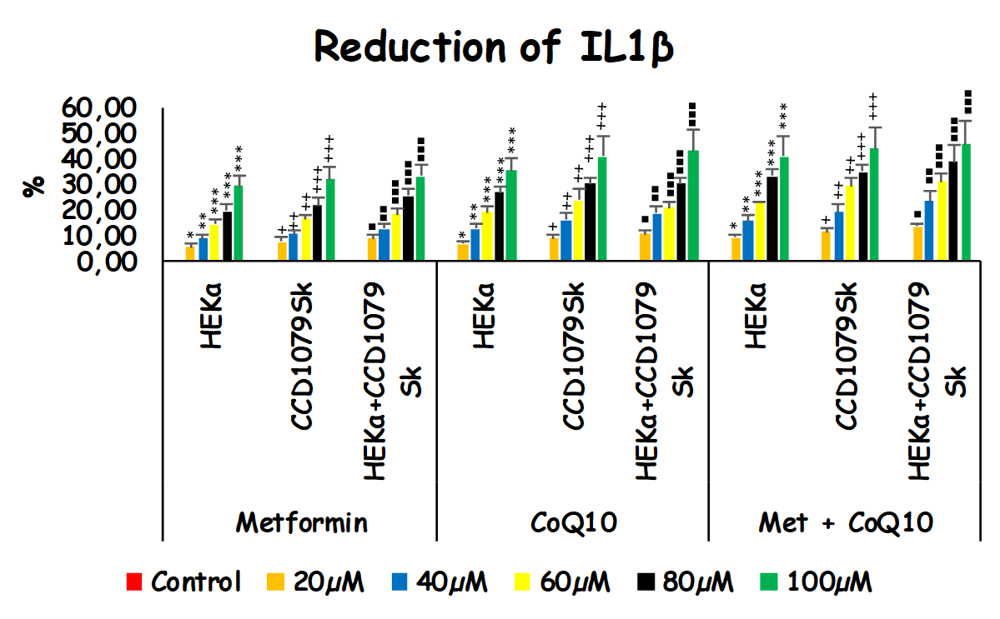 Reduction of IL1β
%
60,00
50,00
40,00
30,00
20,00
10,00
0,00
*
**
***
***
***
+
++
++
+++
+++
■
■■
■■■
■■■
■■■
*
**
***
***
***
+
++
++
+++
+++
■
■■
■■■
■■■
■■■
*
**
***
***
***
+
++
++
+++
+++
■
■■
■■■
■■■
■■■
HEKa
CCD1079Sk
HEKa+CCD1079
Sk
HEKa
CCD1079Sk
HEKa+CCD1079
Sk
HEKa
CCD1079Sk
HEKa+CCD1079
Sk
Metformin
CoQ10
Met + CoQ10
Control
20µM
40µM
60µM
80µM
100µM